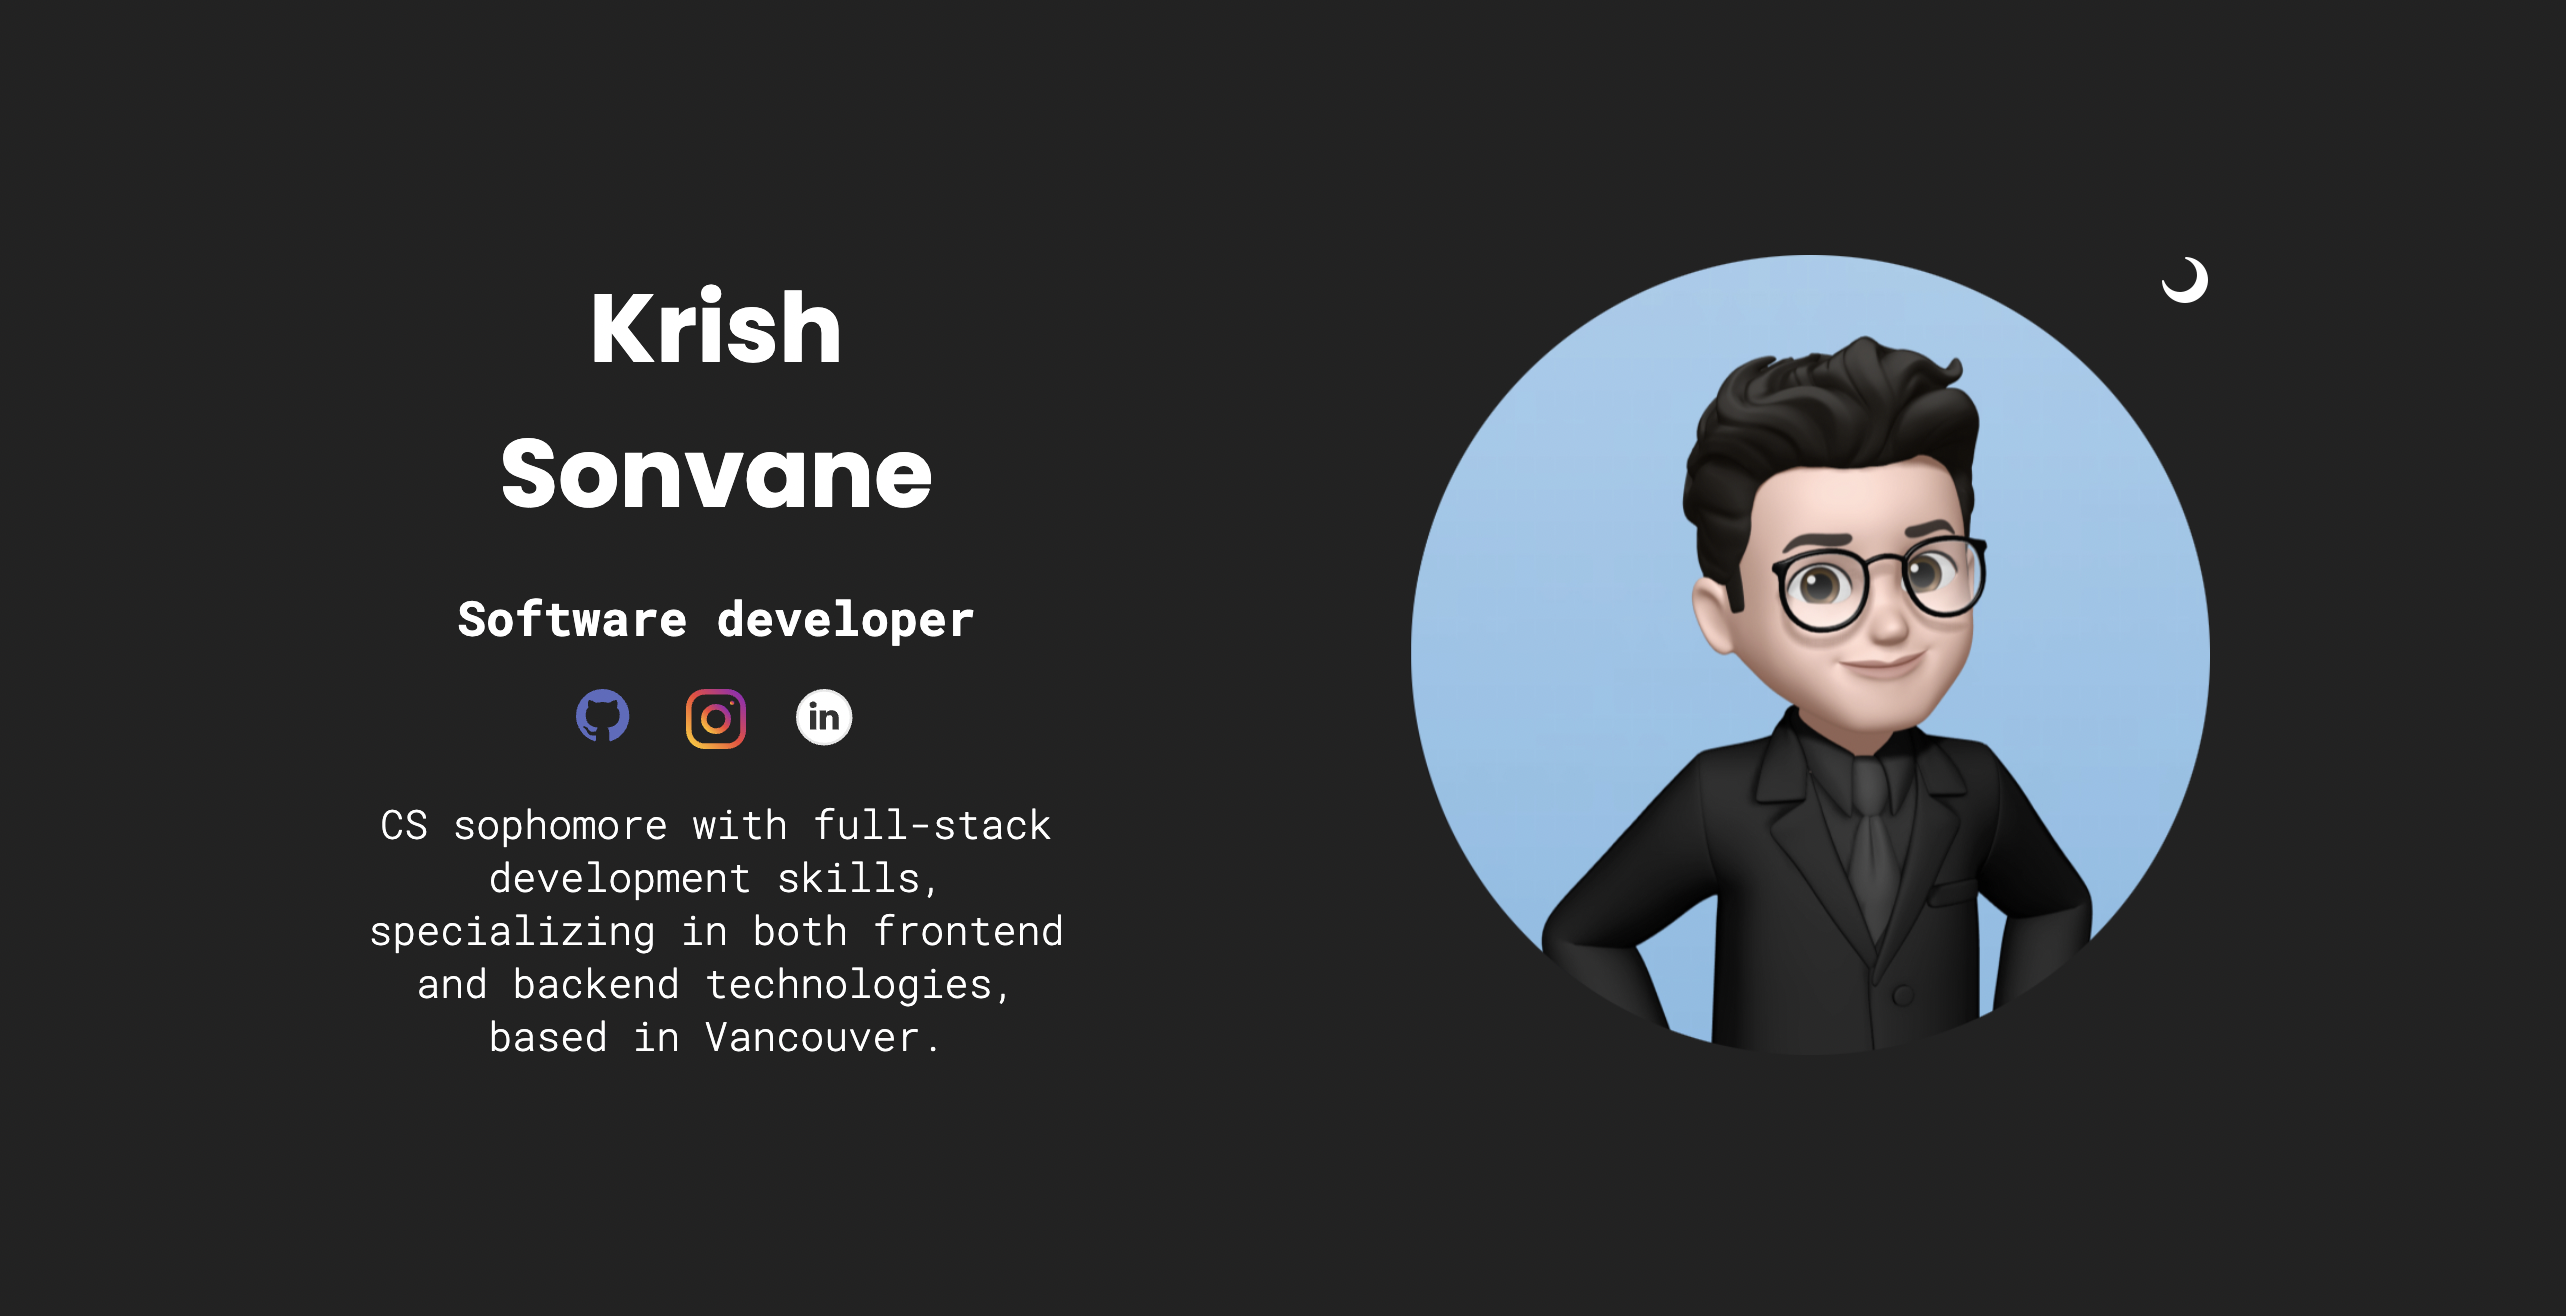 Krish
Sonvane
Software developer
in
CS sophomore with full-stack
development skills,
specializing in both frontend
and backend technologies,
based in Vancouver.